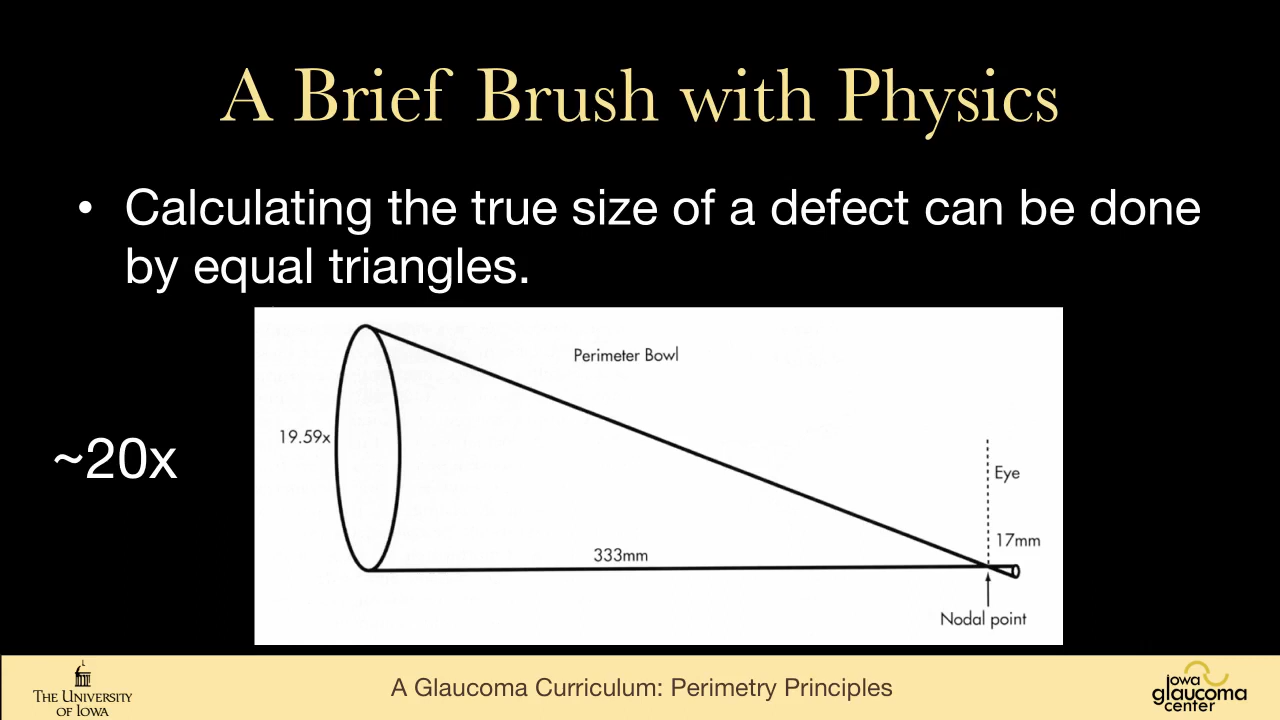 A Brief Brush with Physics
• Calculating the true size of a defect can be done
by equal triangles.
~20x
Perimeter Bowl
19.59x
Eye
17mm
333mm
Nodal point
THE UNIVERSITY
OF IOWA
A Glaucoma Curriculum: Perimetry Principles
iowa
glaucoma
center